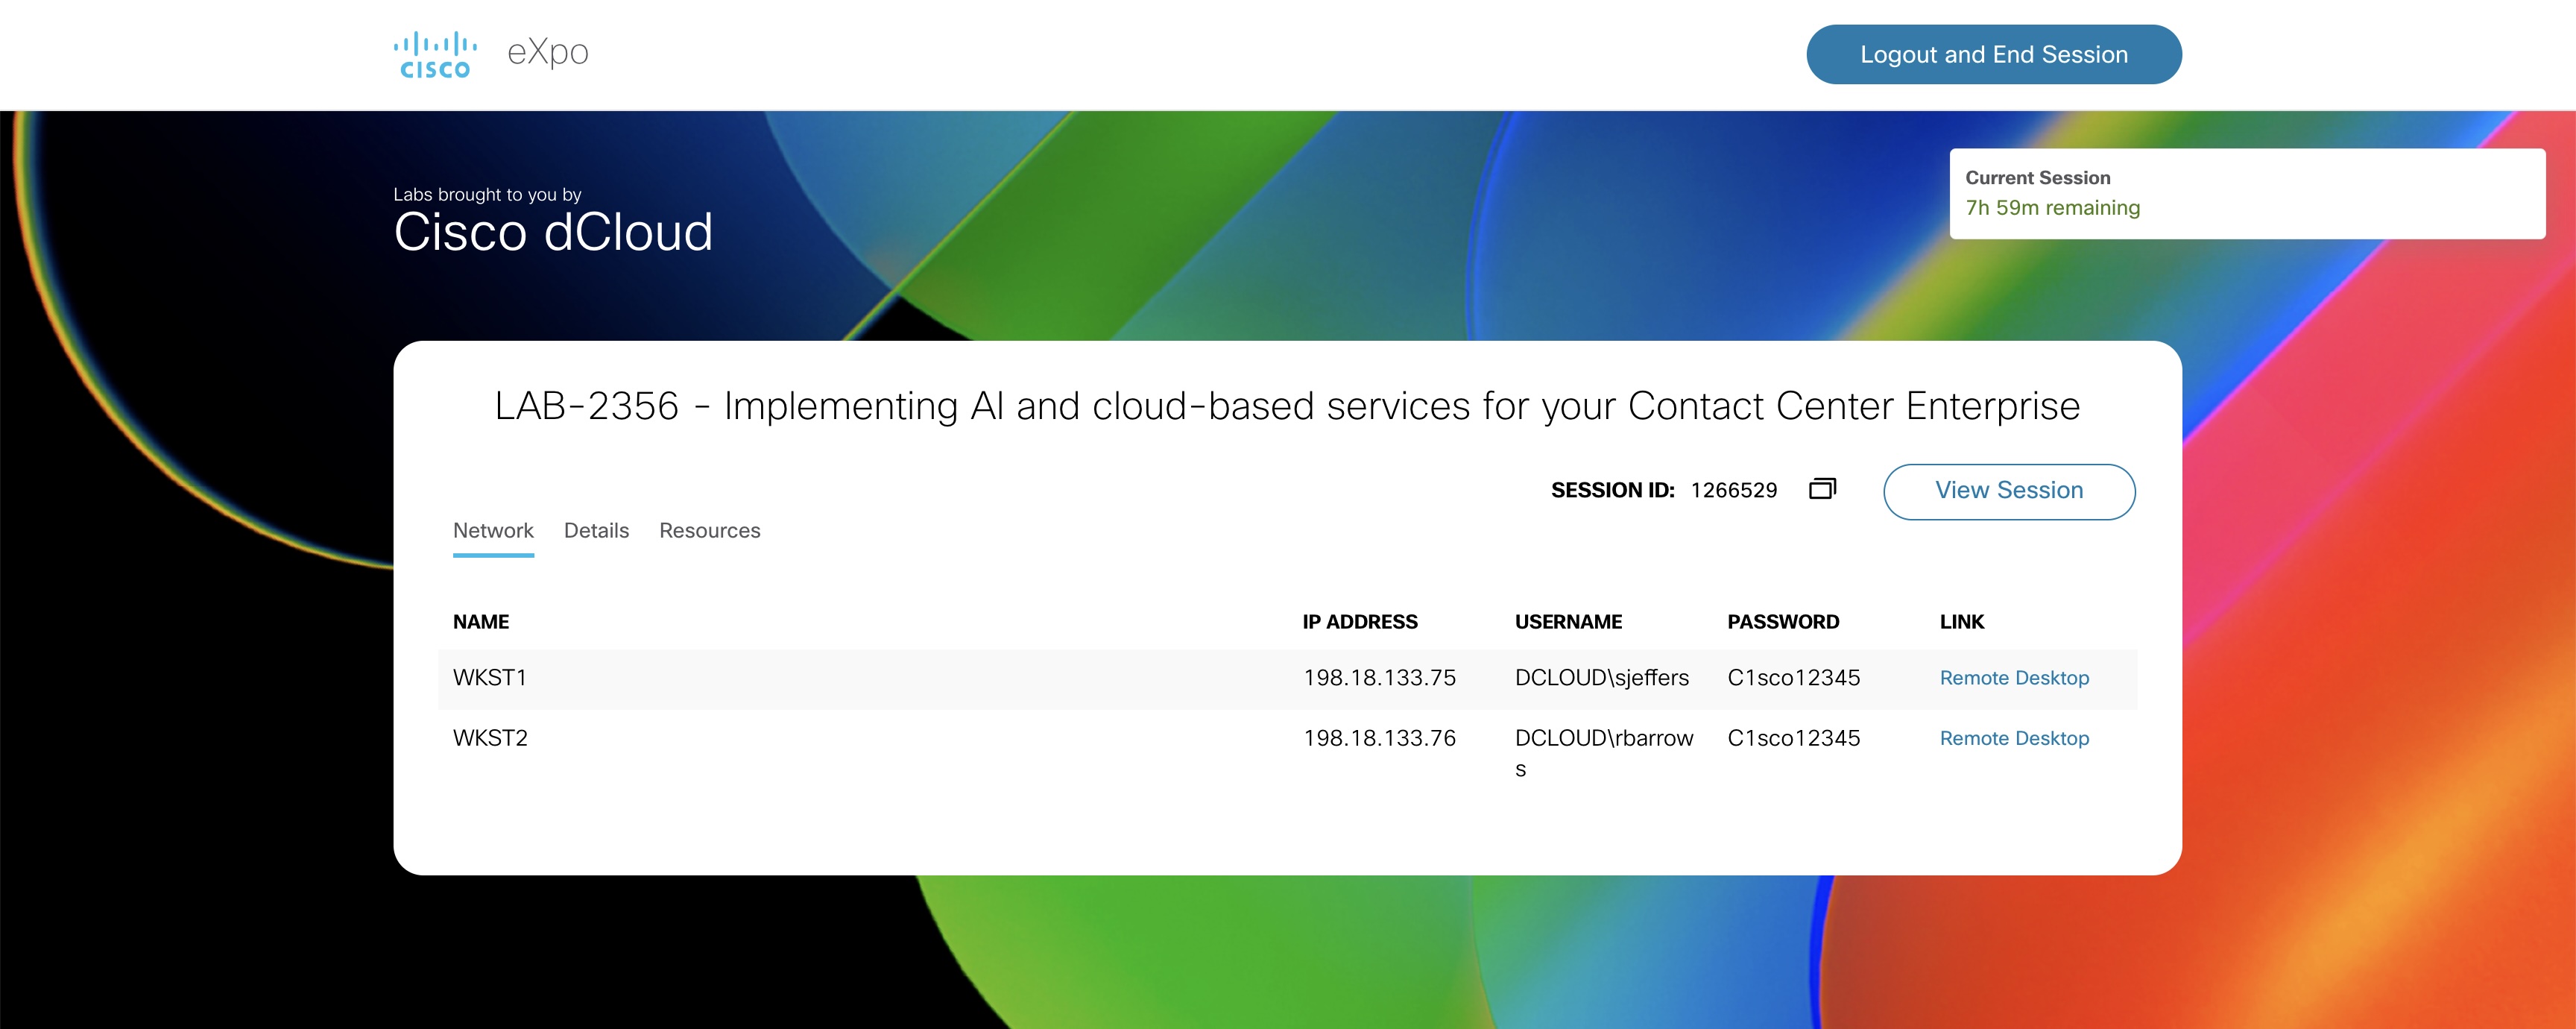 cisco eXpo
Logout and End Session
Current Session
7h 59m remaining
Labs brought to you by
Cisco dCloud
LAB-2356 - Implementing AI and cloud-based services for your Contact Center Enterprise
SESSION ID: 1266529
View Session
Network Details Resources
NAME IP ADDRESS USERNAME PASSWORD LINK
WKST1 198.18.133.75 DCLOUD\sjeffers C1sco12345 Remote Desktop
WKST2 198.18.133.76 DCLOUD\rbarrow C1sco12345 Remote Desktop
s